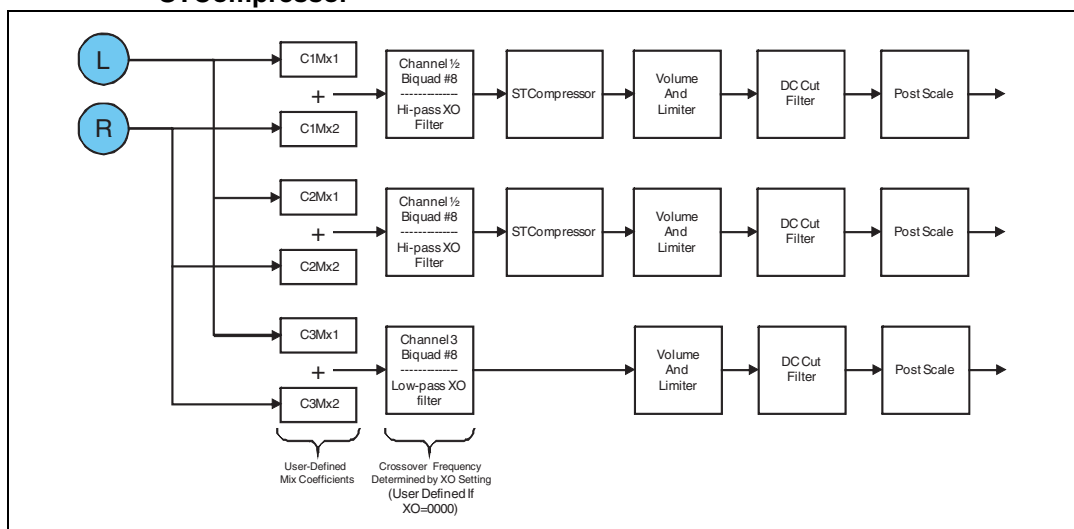 STCompressor
L
R
C1Mx1
+
C1Mx2
Channel ½
Biquad #8
--------------
Hi-pass XO
Filter
STCompressor
Volume
And
Limiter
DC Cut
Filter
Post Scale
C2Mx1
+
C2Mx2
Channel ½
Biquad #8
--------------
Hi-pass XO
Filter
STCompressor
Volume
And
Limiter
DC Cut
Filter
Post Scale
C3Mx1
+
C3Mx2
Channel 3
Biquad #8
--------------
Low-pass XO
filter
Volume
And
Limiter
DC Cut
Filter
Post Scale
User-Defined
Mix Coefficients
Crossover Frequency
Determined by XO Setting
(User Defined If
XO=0000)